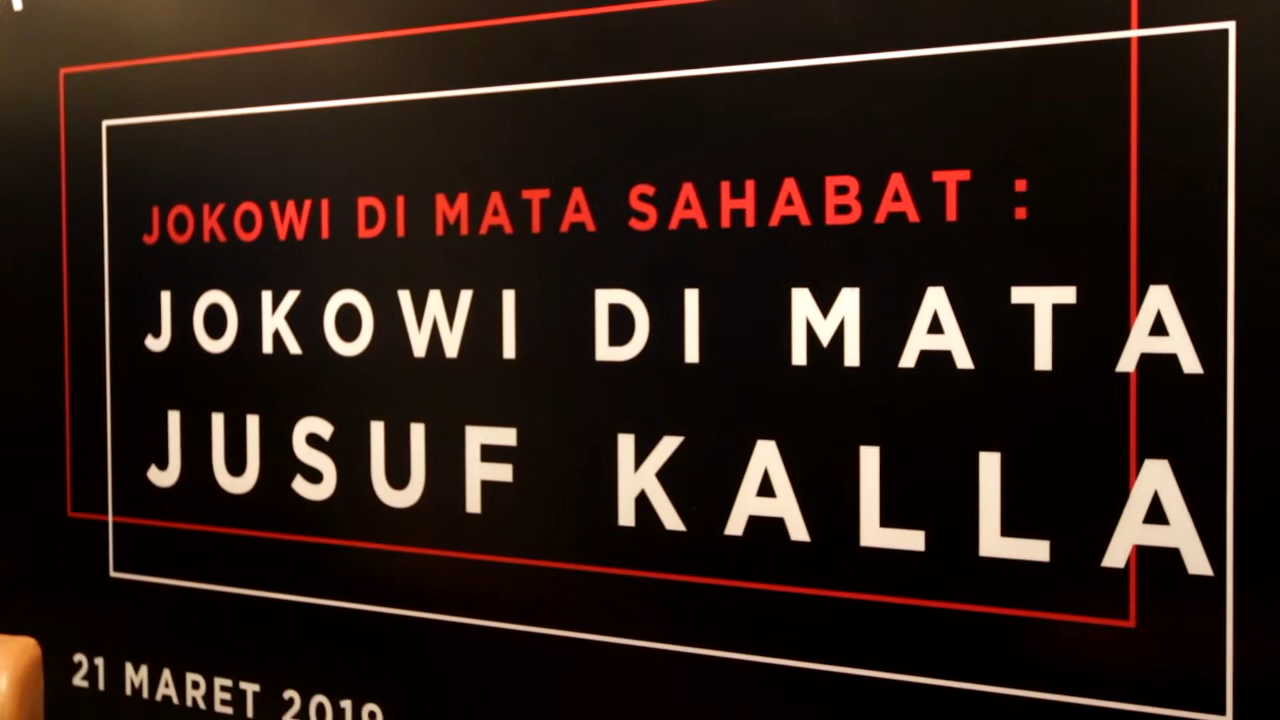 JOKOWI DI MATA SAHABAT :
JOKOWI DI MATA
JUSUF KALLA
21 MARET 2019